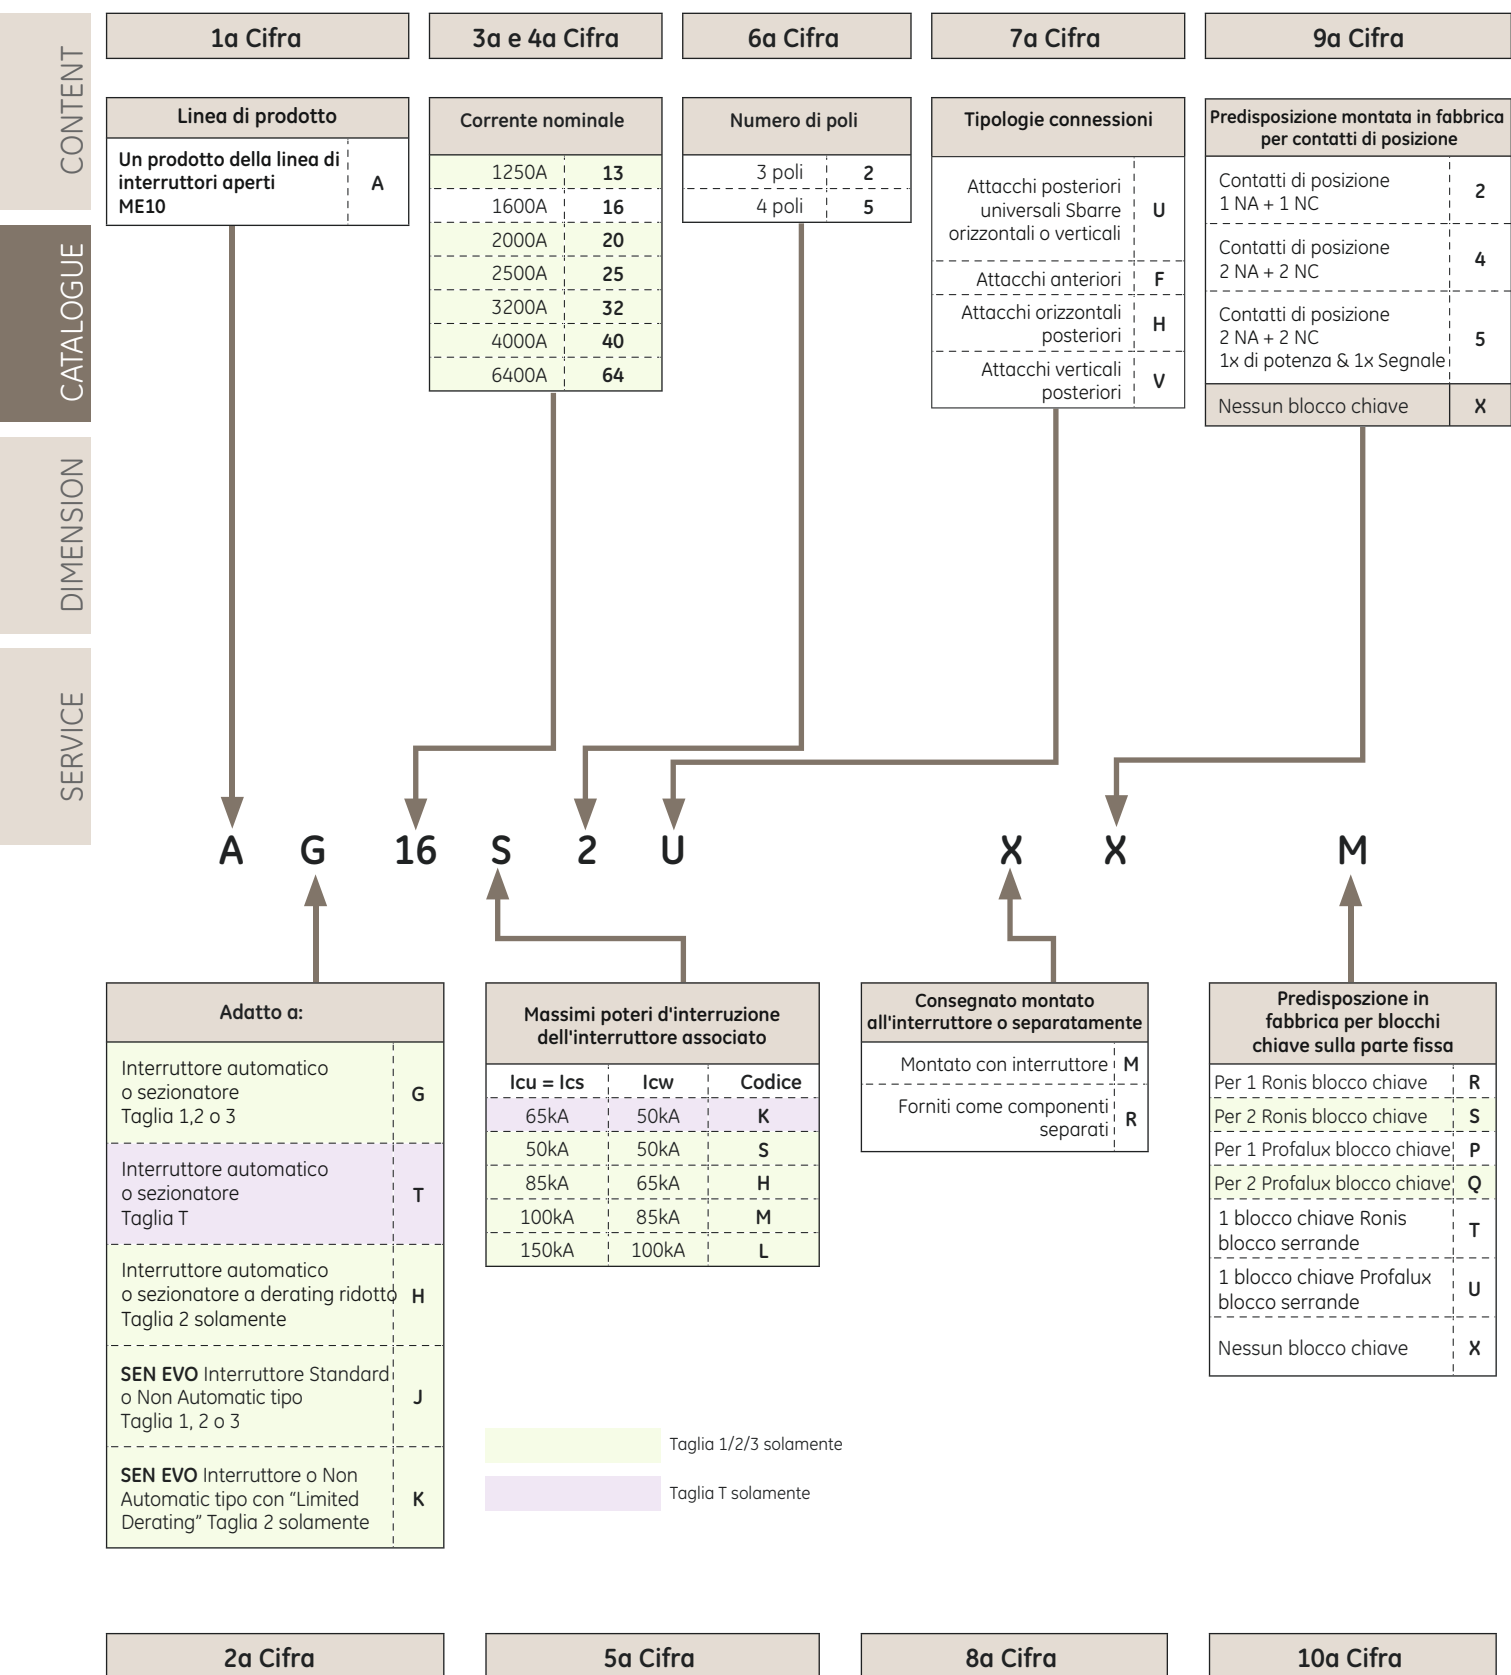 CONTENT
CATALOGUE
DIMENSION
SERVICE
1a Cifra
3a e 4a Cifra
6a Cifra
7a Cifra
9a Cifra
Linea di prodotto
Un prodotto della linea di
interruttori aperti
ME10
A
Corrente nominale
1250A 13
1600A 16
2000A 20
2500A 25
3200A 32
4000A 40
6400A 64
Numero di poli
3 poli 2
4 poli 5
Tipologie connessioni
Attacchi posteriori
universali Sbarre
orizzontali o verticali
U
Attacchi anteriori F
Attacchi orizzontali
posteriori
H
Attacchi verticali
posteriori
V
Predisposizione montata in fabbrica
per contatti di posizione
Contatti di posizione
1 NA + 1 NC
2
Contatti di posizione
2 NA + 2 NC
4
Contatti di posizione
2 NA + 2 NC
1x di potenza & 1x Segnale
5
Nessun blocco chiave X
A G 16 S 2 U X X M
Adatto a:
Interruttore automatico
o sezionatore
Taglia 1,2 o 3
G
Interruttore automatico
o sezionatore
Taglia T
T
Interruttore automatico
o sezionatore a derating ridotto
Taglia 2 solamente
H
SEN EVO Interruttore Standard
o Non Automatic tipo
Taglia 1, 2 o 3
J
SEN EVO Interruttore o Non
Automatic tipo con “Limited
Derating” Taglia 2 solamente
K
Massimi poteri d'interruzione
dell'interruttore associato
Icu = Ics Icw Codice
65kA 50kA K
50kA 50kA S
85kA 65kA H
100kA 85kA M
150kA 100kA L
Consegnato montato
all'interruttore o separatamente
Montato con interruttore M
Forniti come componenti
separati
R
Predisposzione in
fabbrica per blocchi
chiave sulla parte fissa
Per 1 Ronis blocco chiave R
Per 2 Ronis blocco chiave S
Per 1 Profalux blocco chiave P
Per 2 Profalux blocco chiave Q
1 blocco chiave Ronis
blocco serrande
T
1 blocco chiave Profalux
blocco serrande
U
Nessun blocco chiave X
Taglia 1/2/3 solamente
Taglia T solamente
2a Cifra
5a Cifra
8a Cifra
10a Cifra